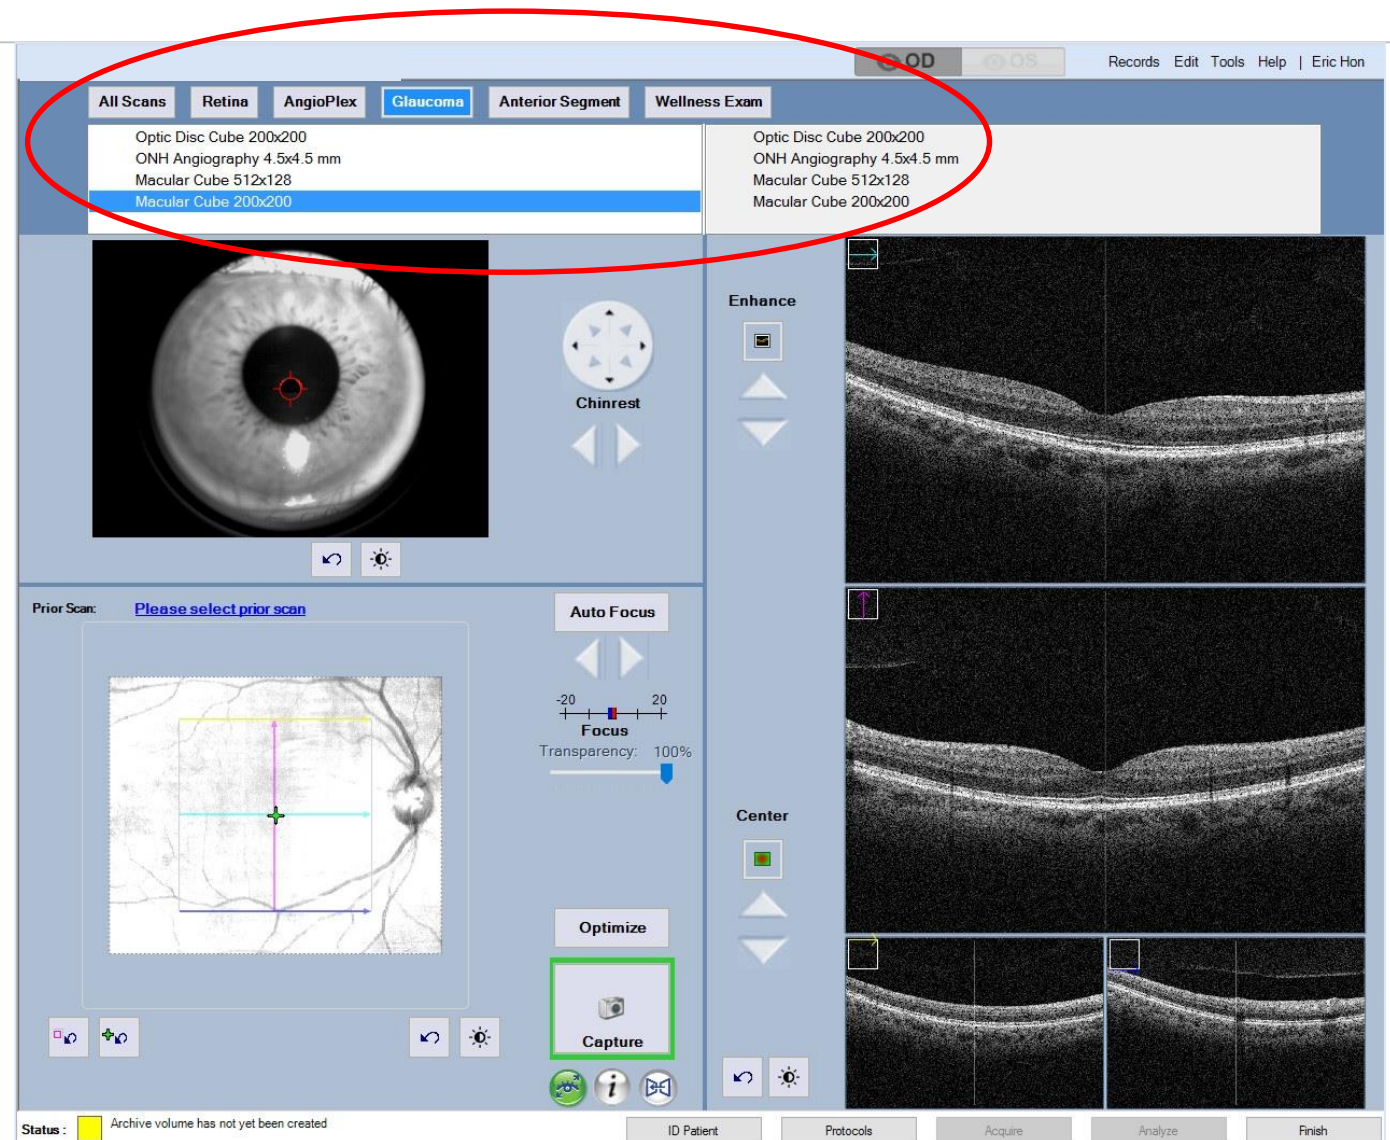 OD OS Records Edit Tools Help | Eric Hon
All Scans Retina AngioPlex Glaucoma Anterior Segment Wellness Exam
Optic Disc Cube 200x200
ONH Angiography 4.5x4.5 mm
Macular Cube 512x128
Macular Cube 200x200
Optic Disc Cube 200x200
ONH Angiography 4.5x4.5 mm
Macular Cube 512x128
Macular Cube 200x200
Chinrest
Enhance
Prior Scan: Please select prior scan
Auto Focus
-20 20
Focus
Transparency: 100%
Center
Optimize
Capture
i
Status : Archive volume has not yet been created
ID Patient Protocols Acquire Analyze Finish